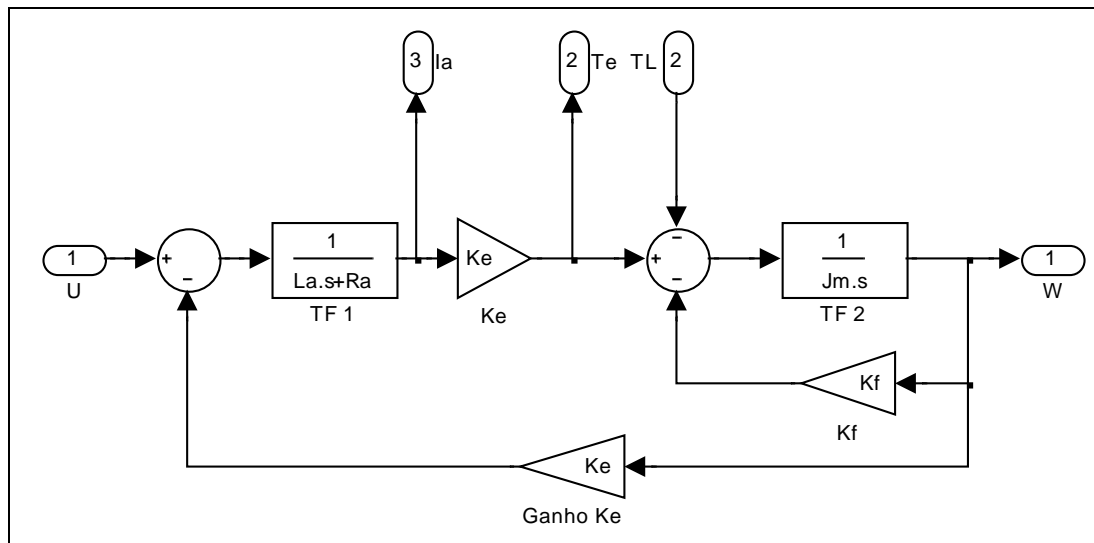 3 Ia
2 Te
TL 2
1
U
+
−
1
La.s+Ra
TF 1
Ke
Ke
−
+
−
1
Jm.s
TF 2
1
W
Kf
Kf
Ke
Ganho Ke